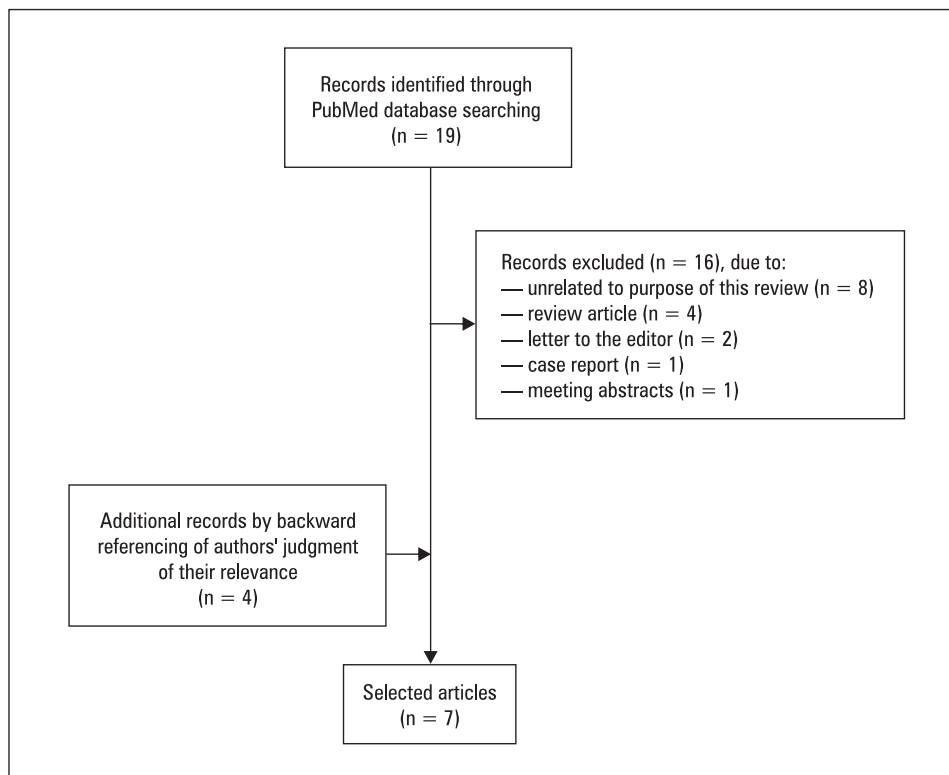 Records identified through
PubMed database searching
(n = 19)
Records excluded (n = 16), due to:
— unrelated to purpose of this review (n = 8)
— review article (n = 4)
— letter to the editor (n = 2)
— case report (n = 1)
— meeting abstracts (n = 1)
Additional records by backward
referencing of authors' judgment
of their relevance
(n = 4)
Selected articles
(n = 7)